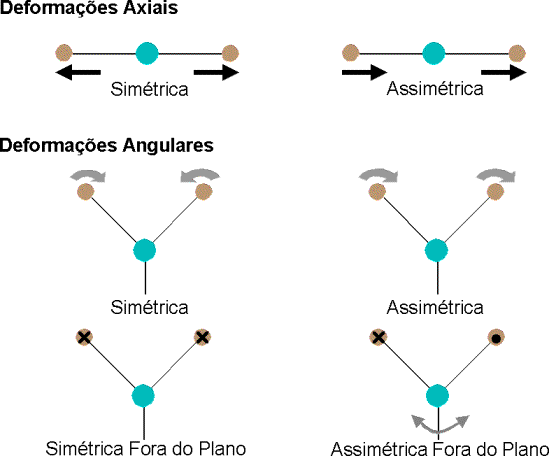 Deformações Axiais
Simétrica
Assimétrica
Deformações Angulares
Simétrica
Assimétrica
Simétrica Fora do Plano
Assimétrica Fora do Plano